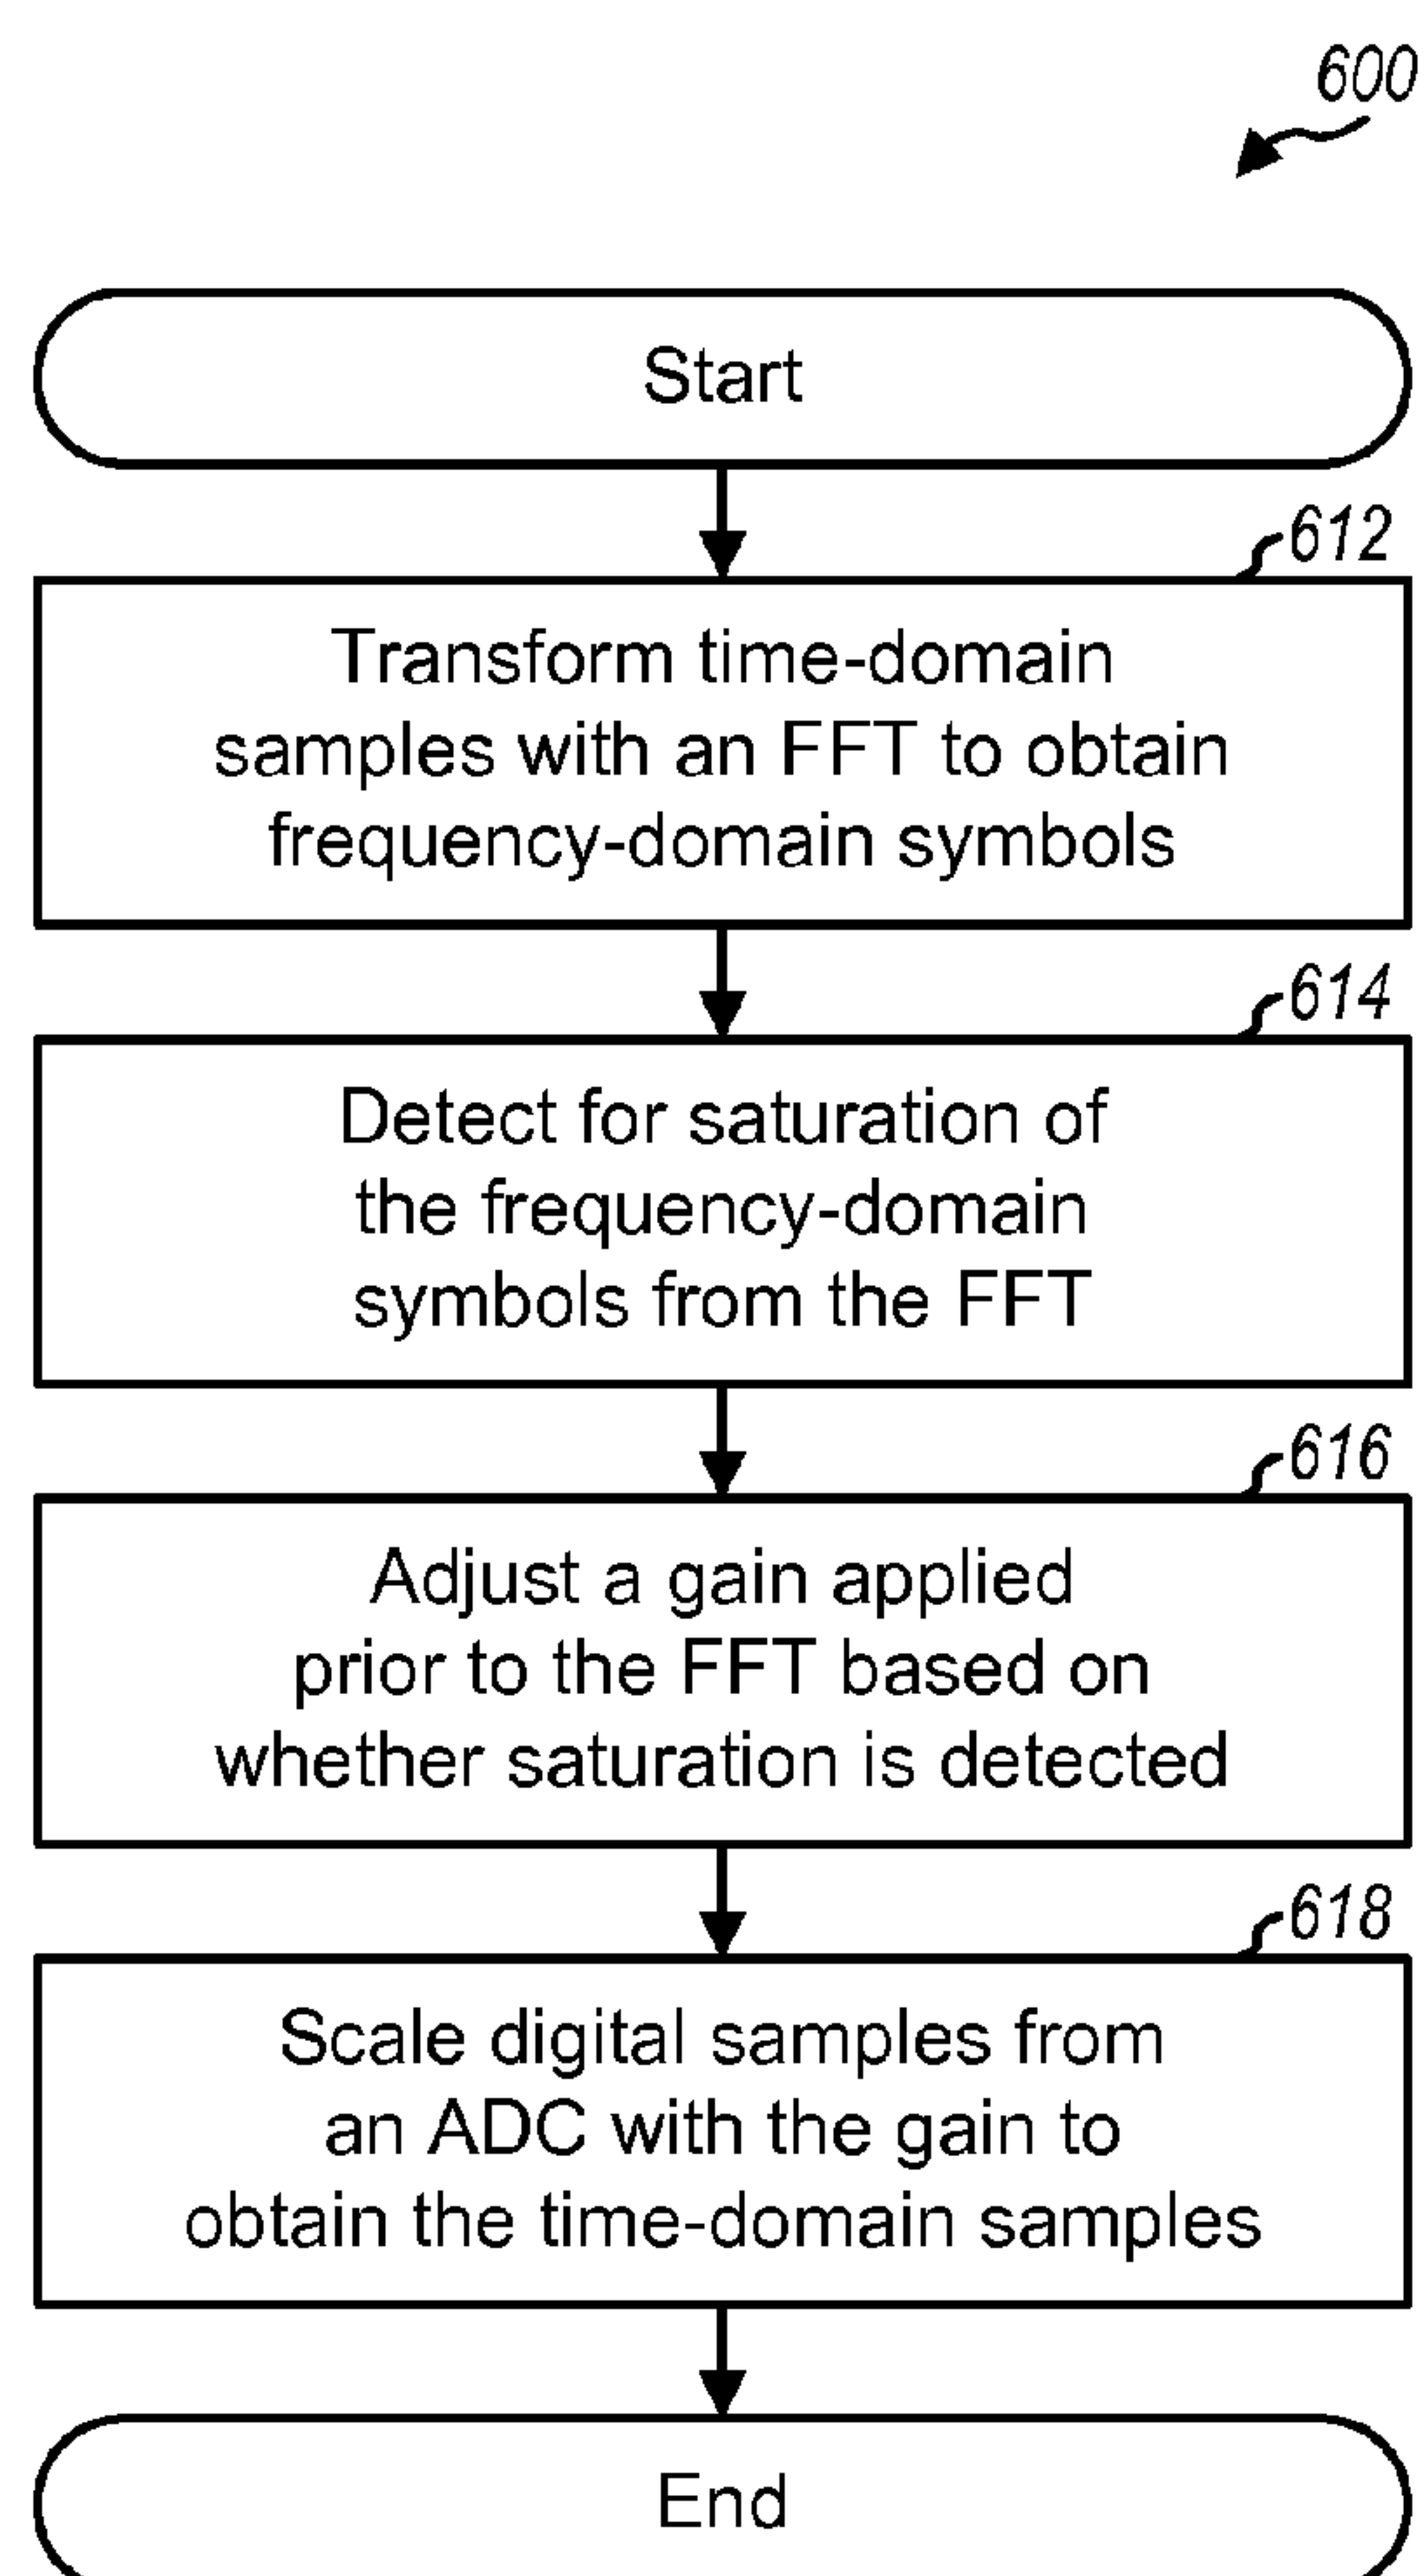 600
Start
612
Transform time-domain
samples with an FFT to obtain
frequency-domain symbols
614
Detect for saturation of
the frequency-domain
symbols from the FFT
616
Adjust a gain applied
prior to the FFT based on
whether saturation is detected
618
Scale digital samples from
an ADC with the gain to
obtain the time-domain samples
End